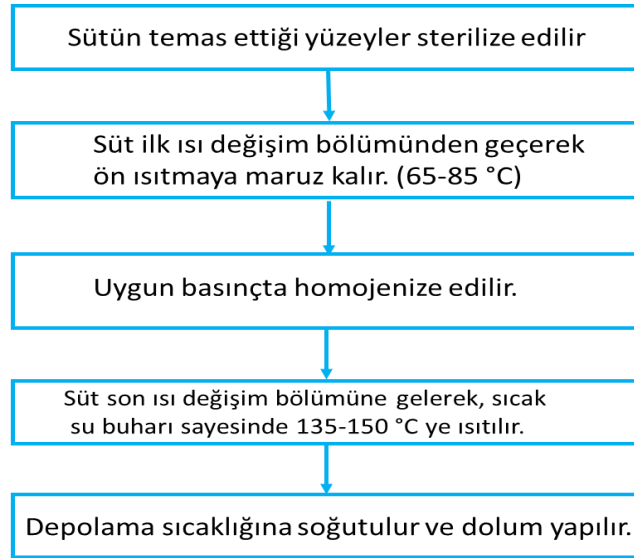 Sütün temas ettiği yüzeyler sterilize edilir
Süt ilk ısı değişim bölümünden geçerek
ön ısıtmaya maruz kalır. (65-85 °C)
Uygun basınçta homojenize edilir.
Süt son ısı değişim bölümüne gelerek, sıcak
su buharı sayesinde 135-150 °C ye ısıtılır.
Depolama sıcaklığına soğutulur ve dolum yapılır.